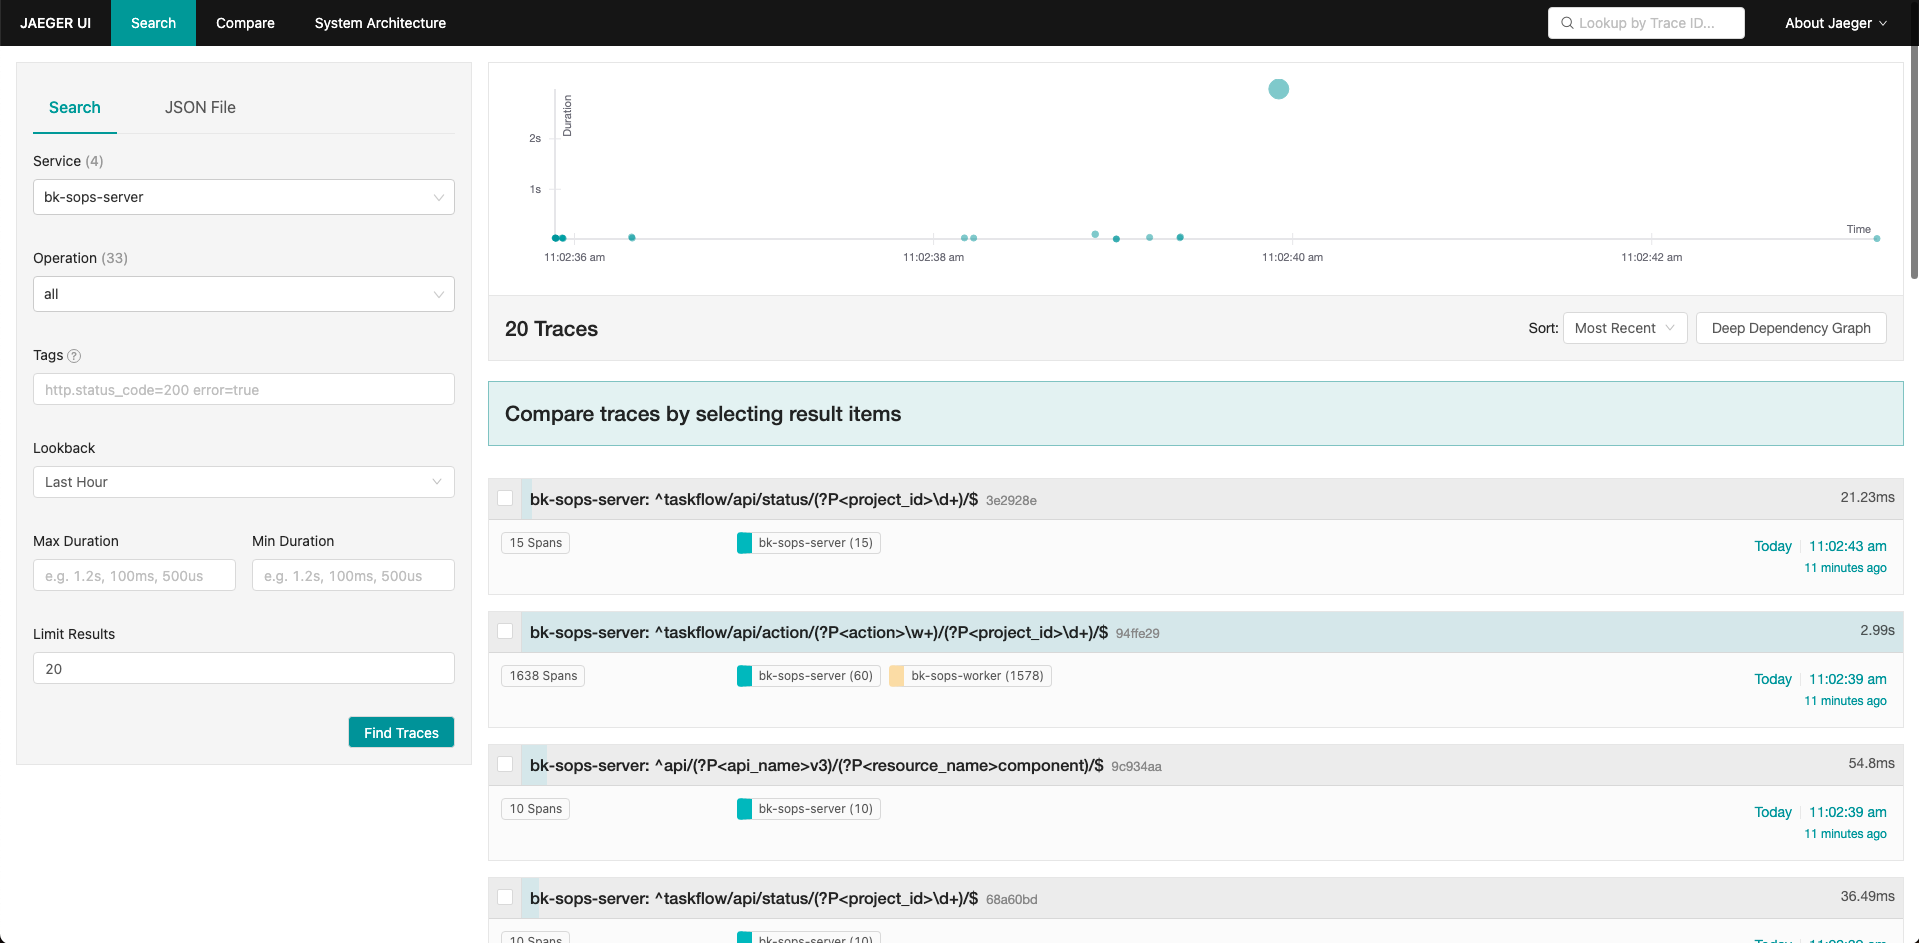 JAEGER UI Search Compare System Architecture Lookup by Trace ID... About Jaeger
Search JSON File
Service (4)
bk-sops-server
Operation (33)
all
Tags ?
http.status_code=200 error=true
Lookback
Last Hour
Max Duration Min Duration
e.g. 1.2s, 100ms, 500us e.g. 1.2s, 100ms, 500us
Limit Results
20
Find Traces
Duration
2s
1s
Time
11:02:36 am 11:02:38 am 11:02:40 am 11:02:42 am
20 Traces Sort: Most Recent Deep Dependency Graph
Compare traces by selecting result items
bk-sops-server: ^taskflow/api/status/(?P<project_id>\d+)/$ 3e2928e 21.23ms
15 Spans bk-sops-server (15) Today 11:02:43 am
11 minutes ago
bk-sops-server: ^taskflow/api/action/(?P<action>\w+)/(?P<project_id>\d+)/$ 94ffe29 2.99s
1638 Spans bk-sops-server (60) bk-sops-worker (1578) Today 11:02:39 am
11 minutes ago
bk-sops-server: ^api/(?P<api_name>v3)/(?P<resource_name>component)/$ 9c934aa 54.8ms
10 Spans bk-sops-server (10) Today 11:02:39 am
11 minutes ago
bk-sops-server: ^taskflow/api/status/(?P<project_id>\d+)/$ 68a60bd 36.49ms
10 Spans bk-sops-server (10)